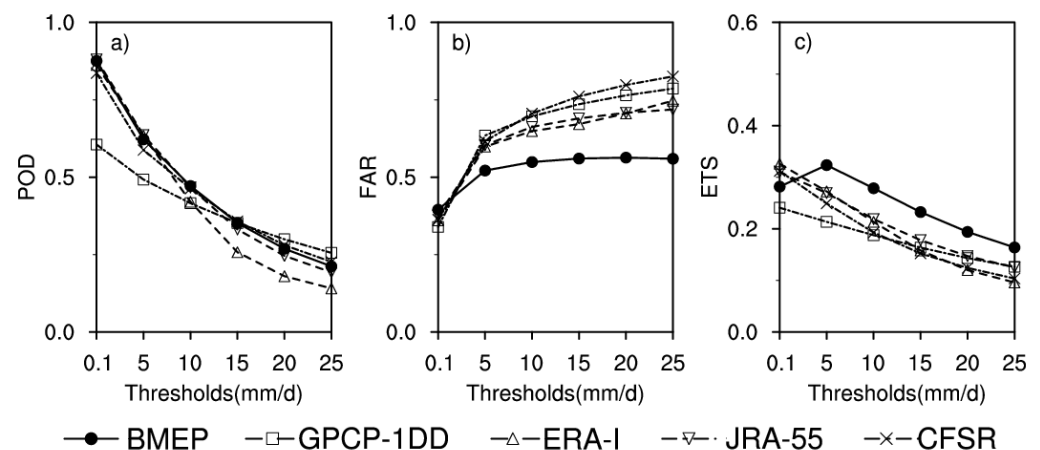 1.0 1.0 0.6
a) b) c)
0.4
POD 0.5 FAR 0.5 ETS
0.2
0.0 0.0 0.0
0.1 5 10 15 20 25 0.1 5 10 15 20 25 0.1 5 10 15 20 25
Thresholds(mm/d) Thresholds(mm/d) Thresholds(mm/d)
BMEP GPCP-1DD ERA-I JRA-55 CFSR